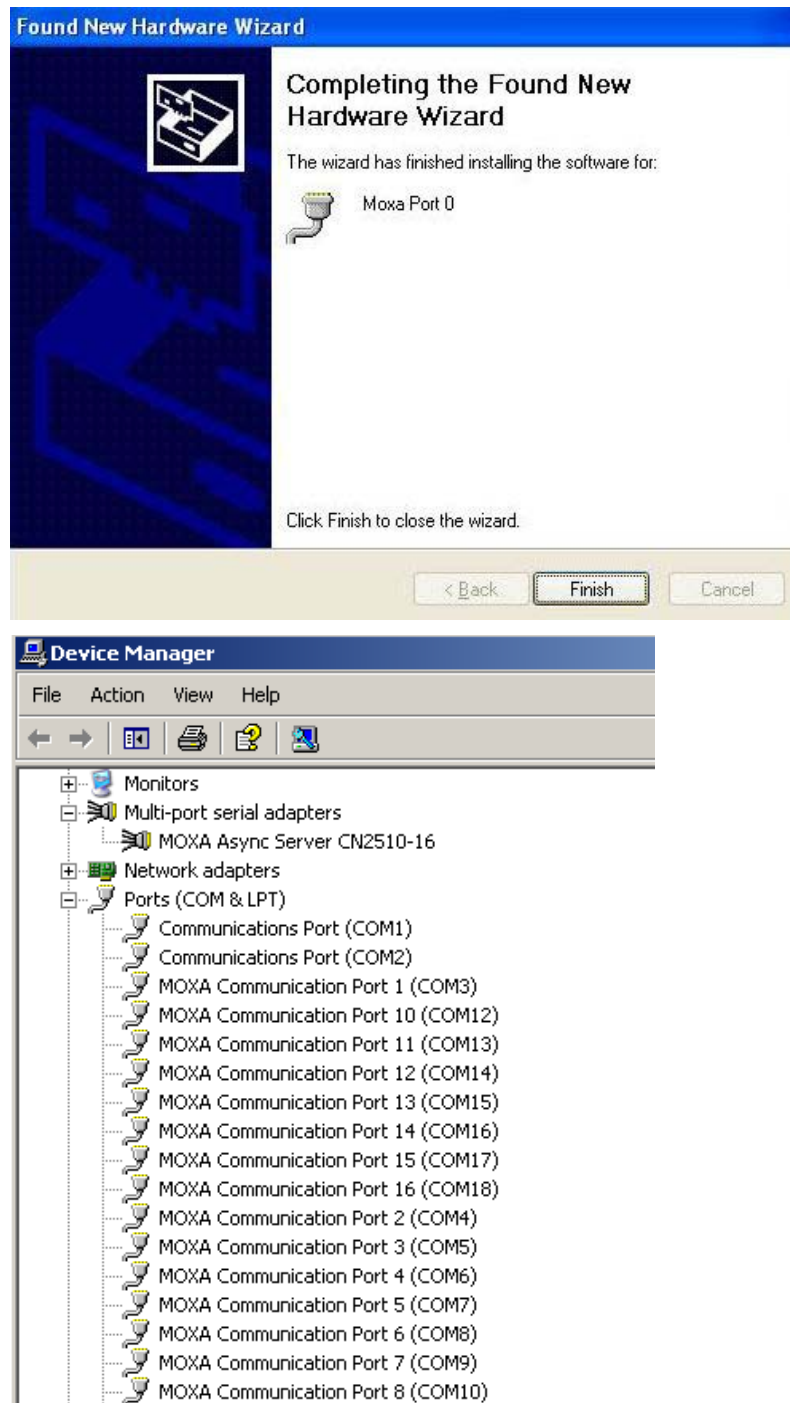 Found New Hardware Wizard
Completing the Found New
Hardware Wizard
The wizard has finished installing the software for:
Moxa Port 0
Click Finish to close the wizard.
< Back
Finish
Cancel
Device Manager
File Action View Help
Monitors
Multi-port serial adapters
MOXA Async Server CN2510-16
Network adapters
Ports (COM & LPT)
Communications Port (COM1)
Communications Port (COM2)
MOXA Communication Port 1 (COM3)
MOXA Communication Port 10 (COM12)
MOXA Communication Port 11 (COM13)
MOXA Communication Port 12 (COM14)
MOXA Communication Port 13 (COM15)
MOXA Communication Port 14 (COM16)
MOXA Communication Port 15 (COM17)
MOXA Communication Port 16 (COM18)
MOXA Communication Port 2 (COM4)
MOXA Communication Port 3 (COM5)
MOXA Communication Port 4 (COM6)
MOXA Communication Port 5 (COM7)
MOXA Communication Port 6 (COM8)
MOXA Communication Port 7 (COM9)
MOXA Communication Port 8 (COM10)